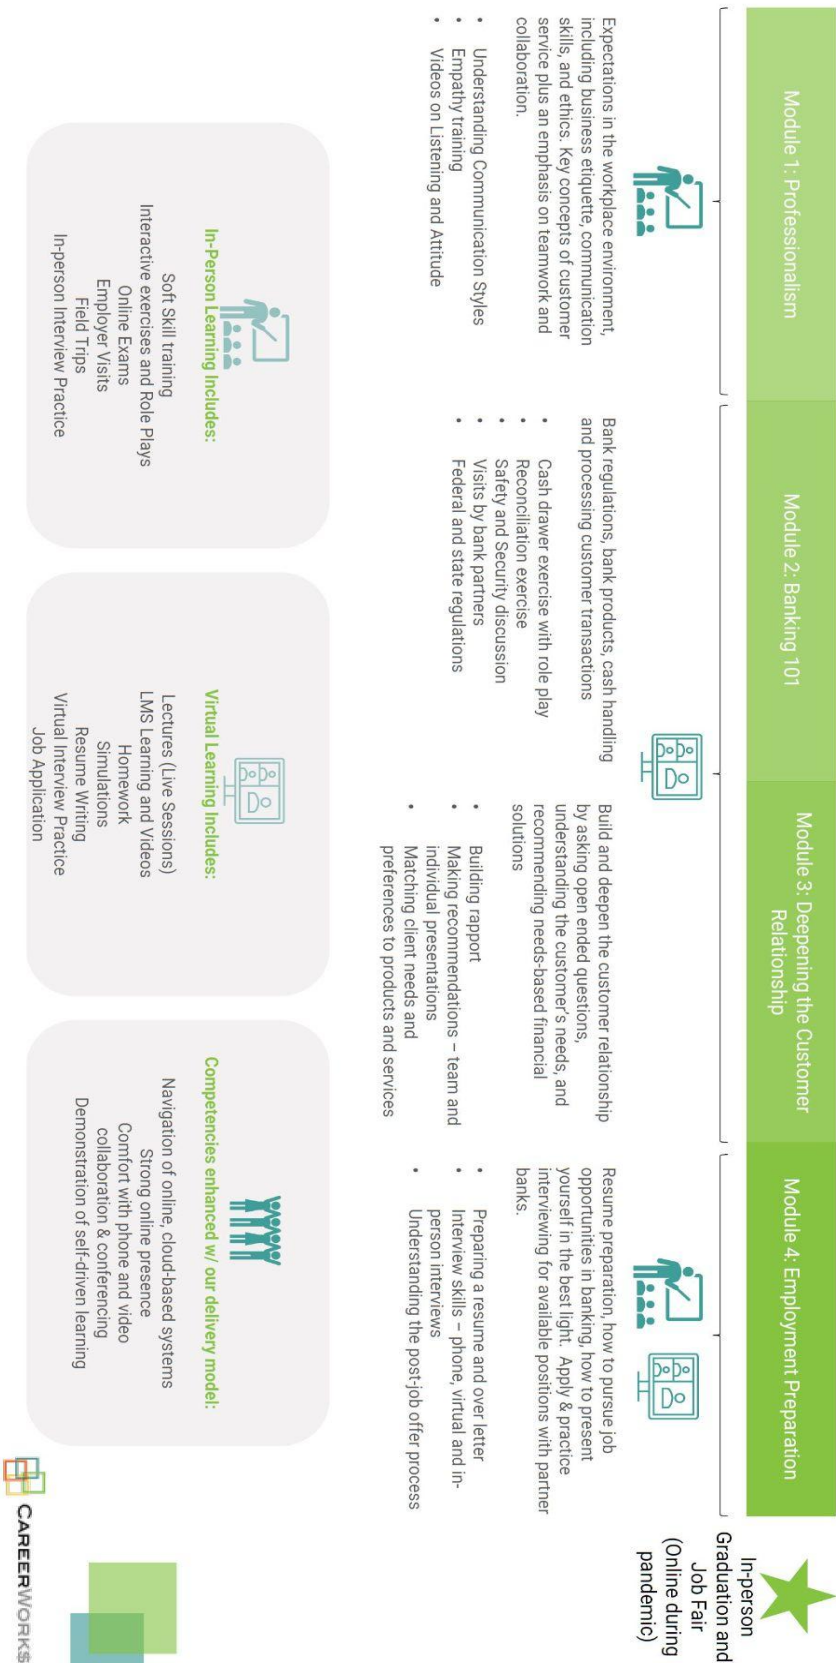 Module 1: Professionalism
Module 2: Banking 101
Module 3: Deepening the Customer
Relationship
Module 4: Employment Preparation
In-person
Graduation and
Job Fair
(Online during
pandemic)
Expectations in the workplace environment,
including business etiquette, communication
skills, and ethics. Key concepts of customer
service plus an emphasis on teamwork and
collaboration.
• Understanding Communication Styles
• Empathy training
• Videos on Listening and Attitude
Bank regulations, bank products, cash handling
and processing customer transactions
• Cash drawer exercise with role play
• Reconciliation exercise
• Safety and Security discussion
• Visits by bank partners
• Federal and state regulations
Build and deepen the customer relationship
by asking open ended questions,
understanding the customer's needs, and
recommending needs-based financial
solutions
• Building rapport
• Making recommendations – team and
individual presentations
• Matching client needs and
preferences to products and services
Resume preparation, how to pursue job
opportunities in banking, how to present
yourself in the best light. Apply & practice
interviewing for available positions with partner
banks.
• Preparing a resume and over letter
• Interview skills – phone, virtual and in-
person interviews
• Understanding the post-job offer process
In-Person Learning Includes:
Soft Skill training
Interactive exercises and Role Plays
Online Exams
Employer Visits
Field Trips
In-person Interview Practice
Virtual Learning Includes:
Lectures (Live Sessions)
LMS Learning and Videos
Homework
Simulations
Resume Writing
Virtual Interview Practice
Job Application
Competencies enhanced w/ our delivery model:
Navigation of online, cloud-based systems
Strong online presence
Comfort with phone and video
collaboration & conferencing
Demonstration of self-driven learning
CAREERWORKS